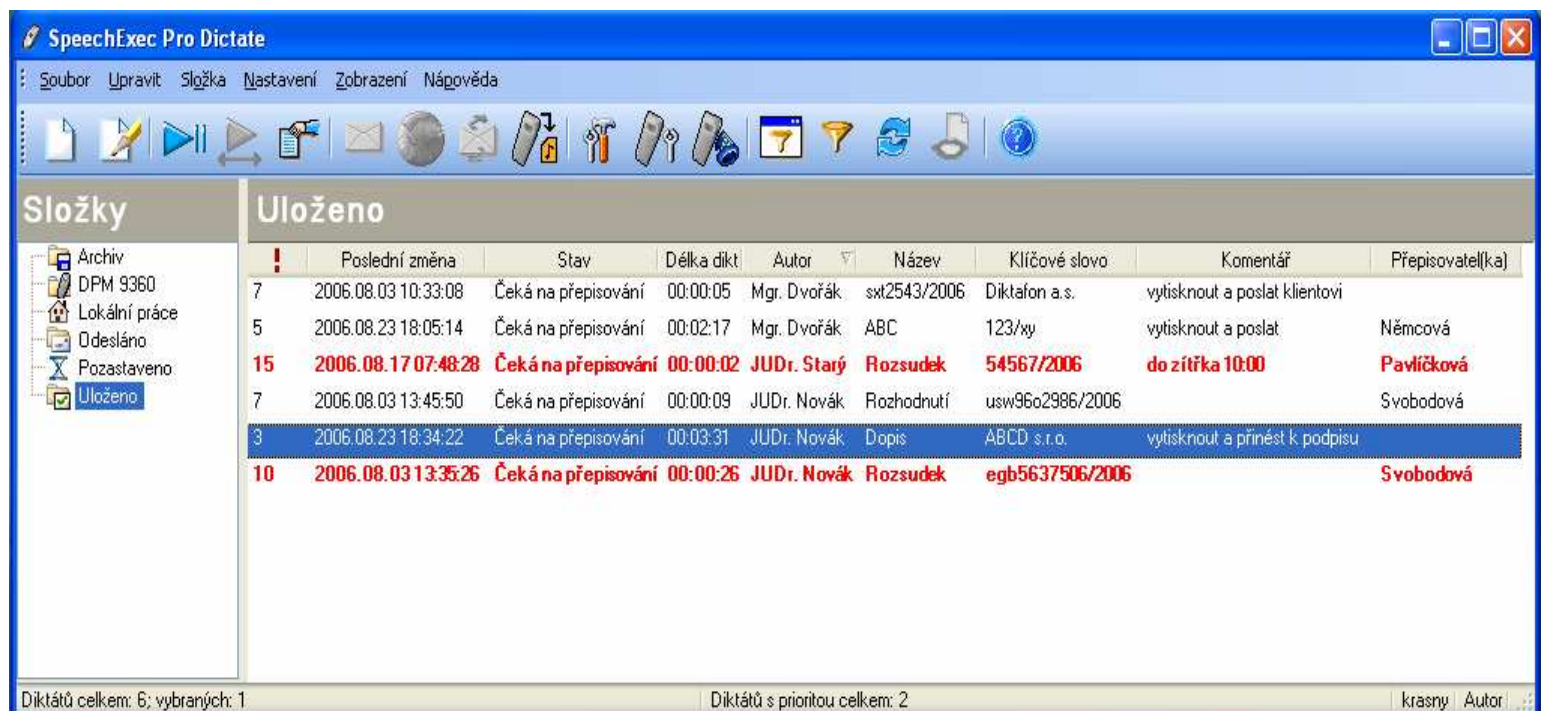 SpeechExec Pro Dictate
Soubor Upravit Složka Nastavení Zobrazení Nápověda
Složky
Archiv
DPM 9360
Lokální práce
Odesláno
Pozastaveno
Uloženo
Uloženo
! Poslední změna Stav Délka dikt Autor Název Klíčové slovo Komentář Přepisovatel(ka)
7 2006.08.03 10:33:08 Čeká na přepisování 00:00:05 Mgr. Dvořák sxt2543/2006 Diktafon a.s. vytisknout a poslat klientovi
5 2006.08.23 18:05:14 Čeká na přepisování 00:02:17 Mgr. Dvořák ABC 123/xy vytisknout a poslat Němcová
15 2006.08.17 07:48:28 Čeká na přepisování 00:00:02 JUDr. Starý Rozsudek 54567/2006 do zítřka 10:00 Pavlíčková
7 2006.08.03 13:45:50 Čeká na přepisování 00:00:09 JUDr. Novák Rozhodnutí usw96o2986/2006 Svobodová
3 2006.08.23 18:34:22 Čeká na přepisování 00:03:31 JUDr. Novák Dopis ABCD s.r.o. vytisknout a přinést k podpisu
10 2006.08.03 13:35:26 Čeká na přepisování 00:00:26 JUDr. Novák Rozsudek egb5637506/2006 Svobodová
Diktátů celkem: 6; vybraných: 1 Diktátů s prioritou celkem: 2 krasny Autor